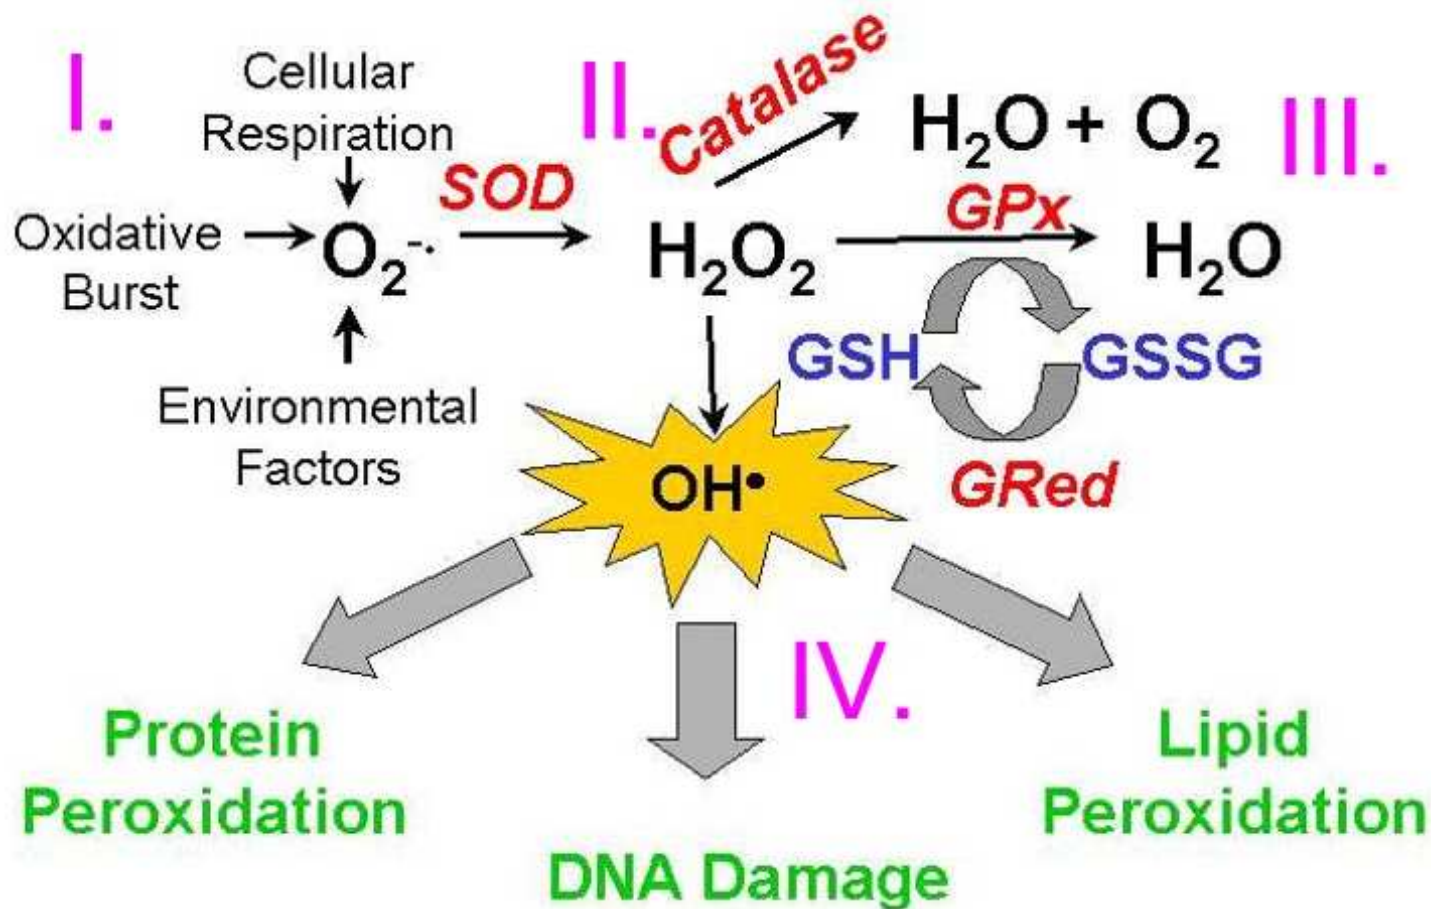 I.
Cellular
Respiration
Oxidative
Burst
O₂⁻·
Environmental
Factors
SOD
II.
Catalase
H₂O₂
H₂O + O₂
III.
GPx
H₂O
GSH
GSSG
GRed
OH•
IV.
Protein
Peroxidation
DNA Damage
Lipid
Peroxidation